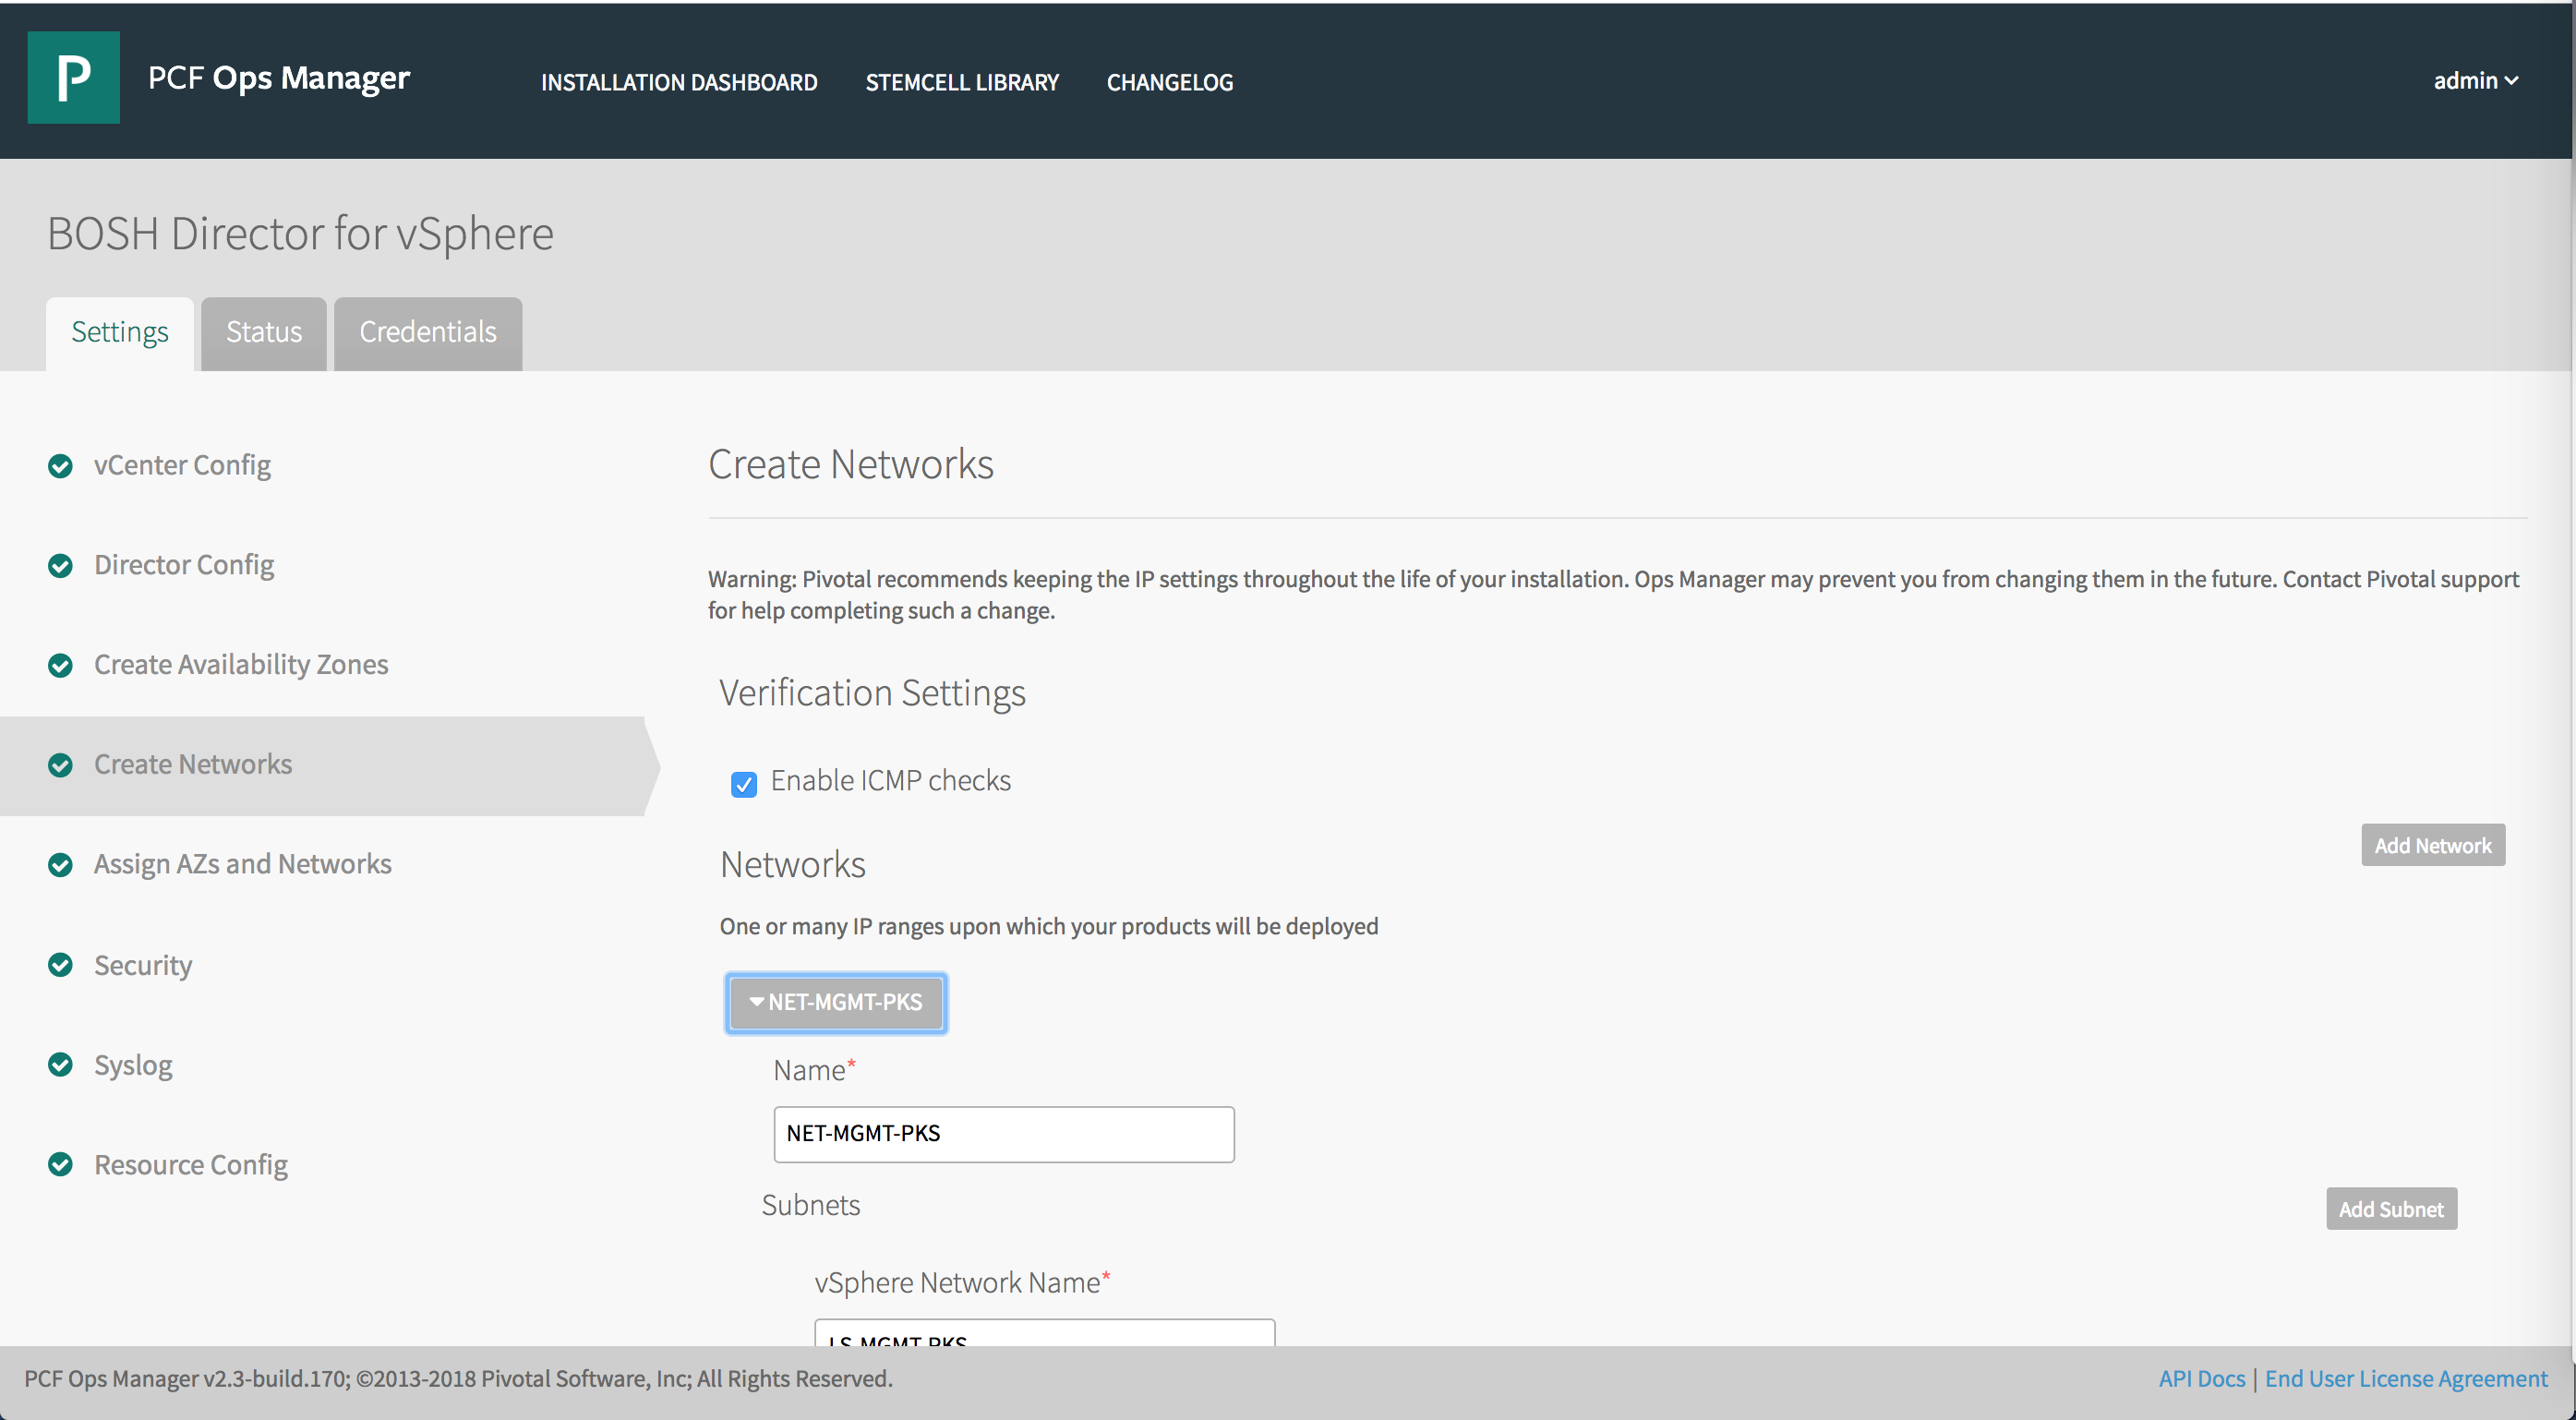 P
PCF Ops Manager
INSTALLATION DASHBOARD
STEMCELL LIBRARY
CHANGELOG
admin
BOSH Director for vSphere
Settings
Status
Credentials
vCenter Config
Director Config
Create Availability Zones
Create Networks
Assign AZs and Networks
Security
Syslog
Resource Config
Create Networks
Warning: Pivotal recommends keeping the IP settings throughout the life of your installation. Ops Manager may prevent you from changing them in the future. Contact Pivotal support
for help completing such a change.
Verification Settings
Enable ICMP checks
Networks
Add Network
One or many IP ranges upon which your products will be deployed
NET-MGMT-PKS
Name*
NET-MGMT-PKS
Subnets
Add Subnet
vSphere Network Name*
LS-MGMT-PKS
PCF Ops Manager v2.3-build.170; ©2013-2018 Pivotal Software, Inc; All Rights Reserved.
API Docs | End User License Agreement